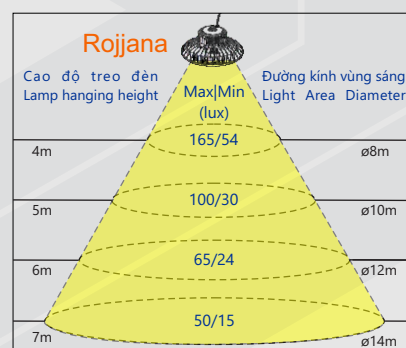 Rojjana
Cao độ treo đèn
Lamp hanging height
Đường kính vùng sáng
Light Area Diameter
Max|Min
(lux)
165/54
4m
ø8m
100/30
5m
ø10m
65/24
6m
ø12m
50/15
7m
ø14m